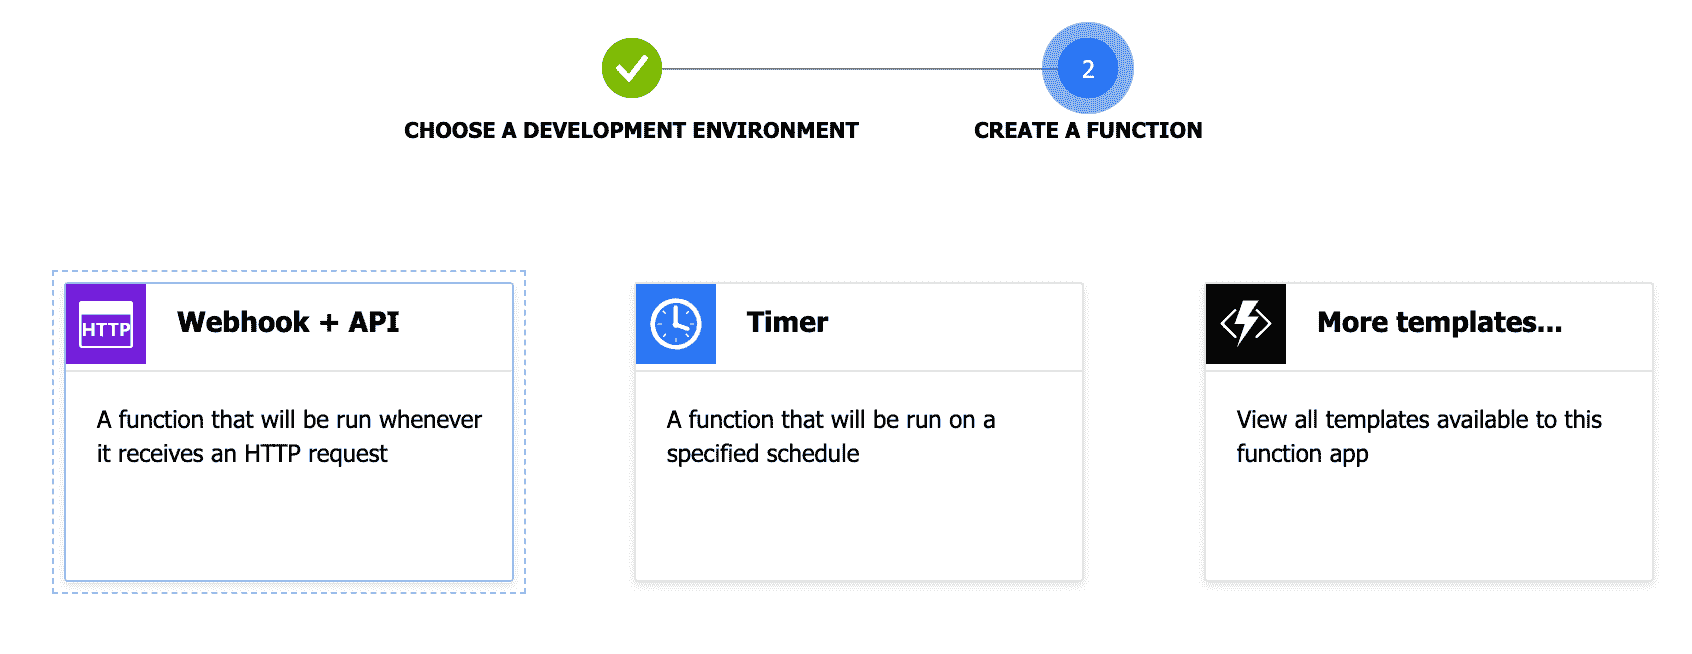 2
CHOOSE A DEVELOPMENT ENVIRONMENT
CREATE A FUNCTION
HTTP
Webhook + API
A function that will be run whenever
it receives an HTTP request
Timer
A function that will be run on a
specified schedule
More templates...
View all templates available to this
function app